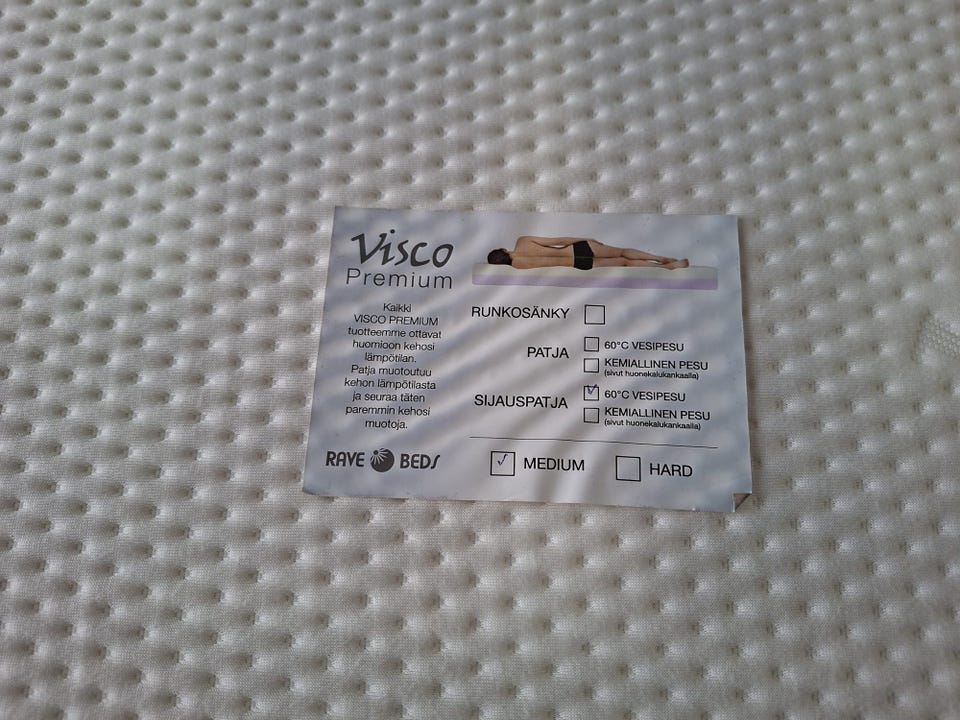 Visco
Premium
Kaikki
VISCO PREMIUM
tuotteemme ottavat
huomioon kehosi
lämpötilan.
Patja muotoutuu
kehon lämpötilasta
ja seuraa täten
paremmin kehosi
muotoja.
RAVE BEDS
RUNKOSÄNKY
PATJA
60°C VESIPESU
KEMIALLINEN PESU
(sivut huonekalukankaalla)
SIJAUSPATJA
60°C VESIPESU
KEMIALLINEN PESU
(sivut huonekalukankaalla)
MEDIUM
HARD